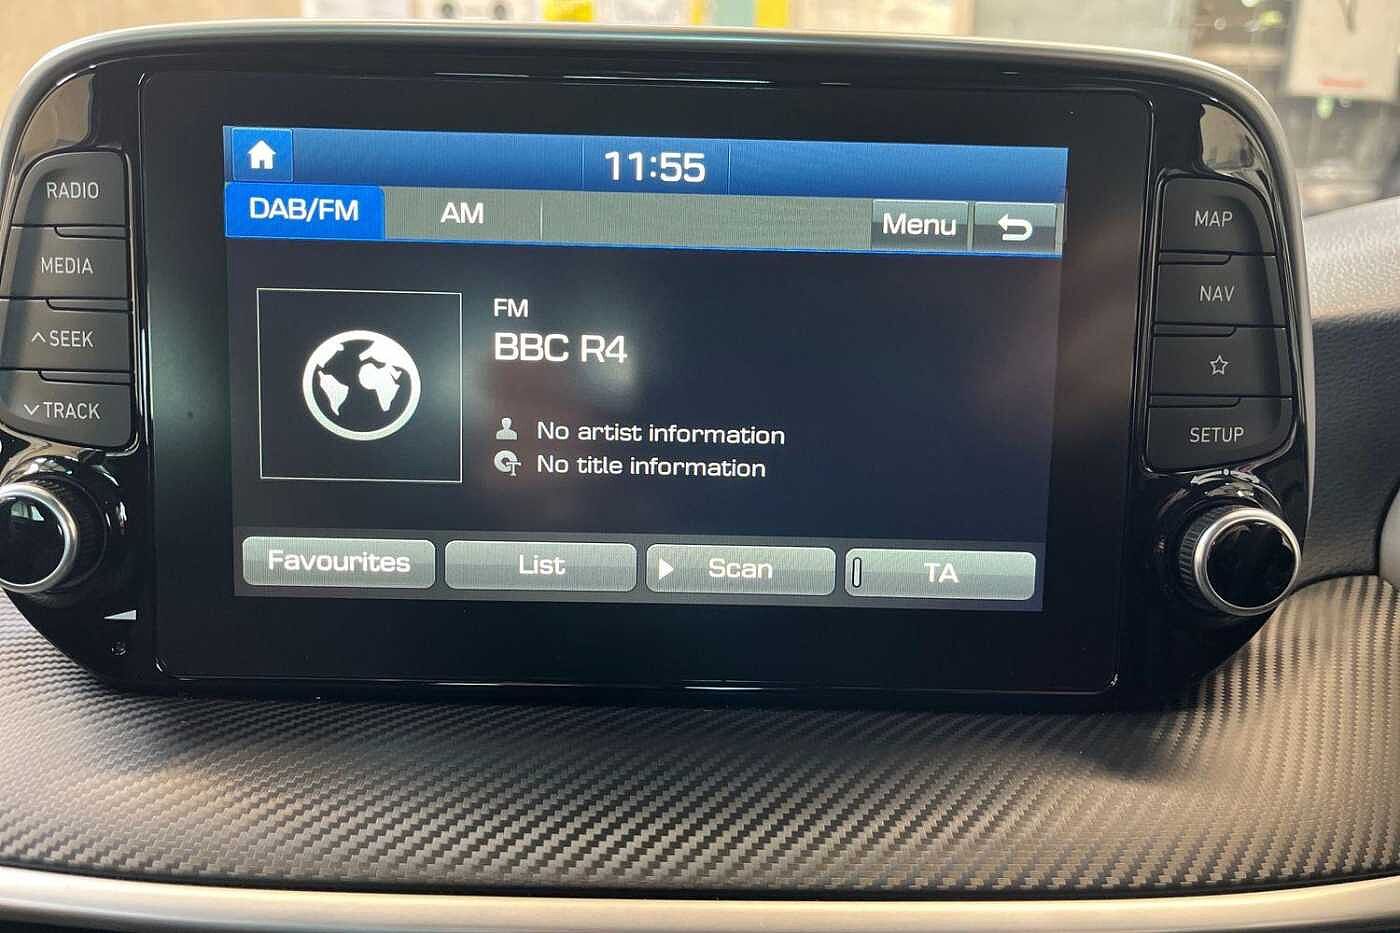 11:55
DAB/FM
AM
Menu
FM
BBC R4
No artist information
No title information
Favourites
List
Scan
TA
RADIO
MEDIA
SEEK
TRACK
MAP
NAV
SETUP